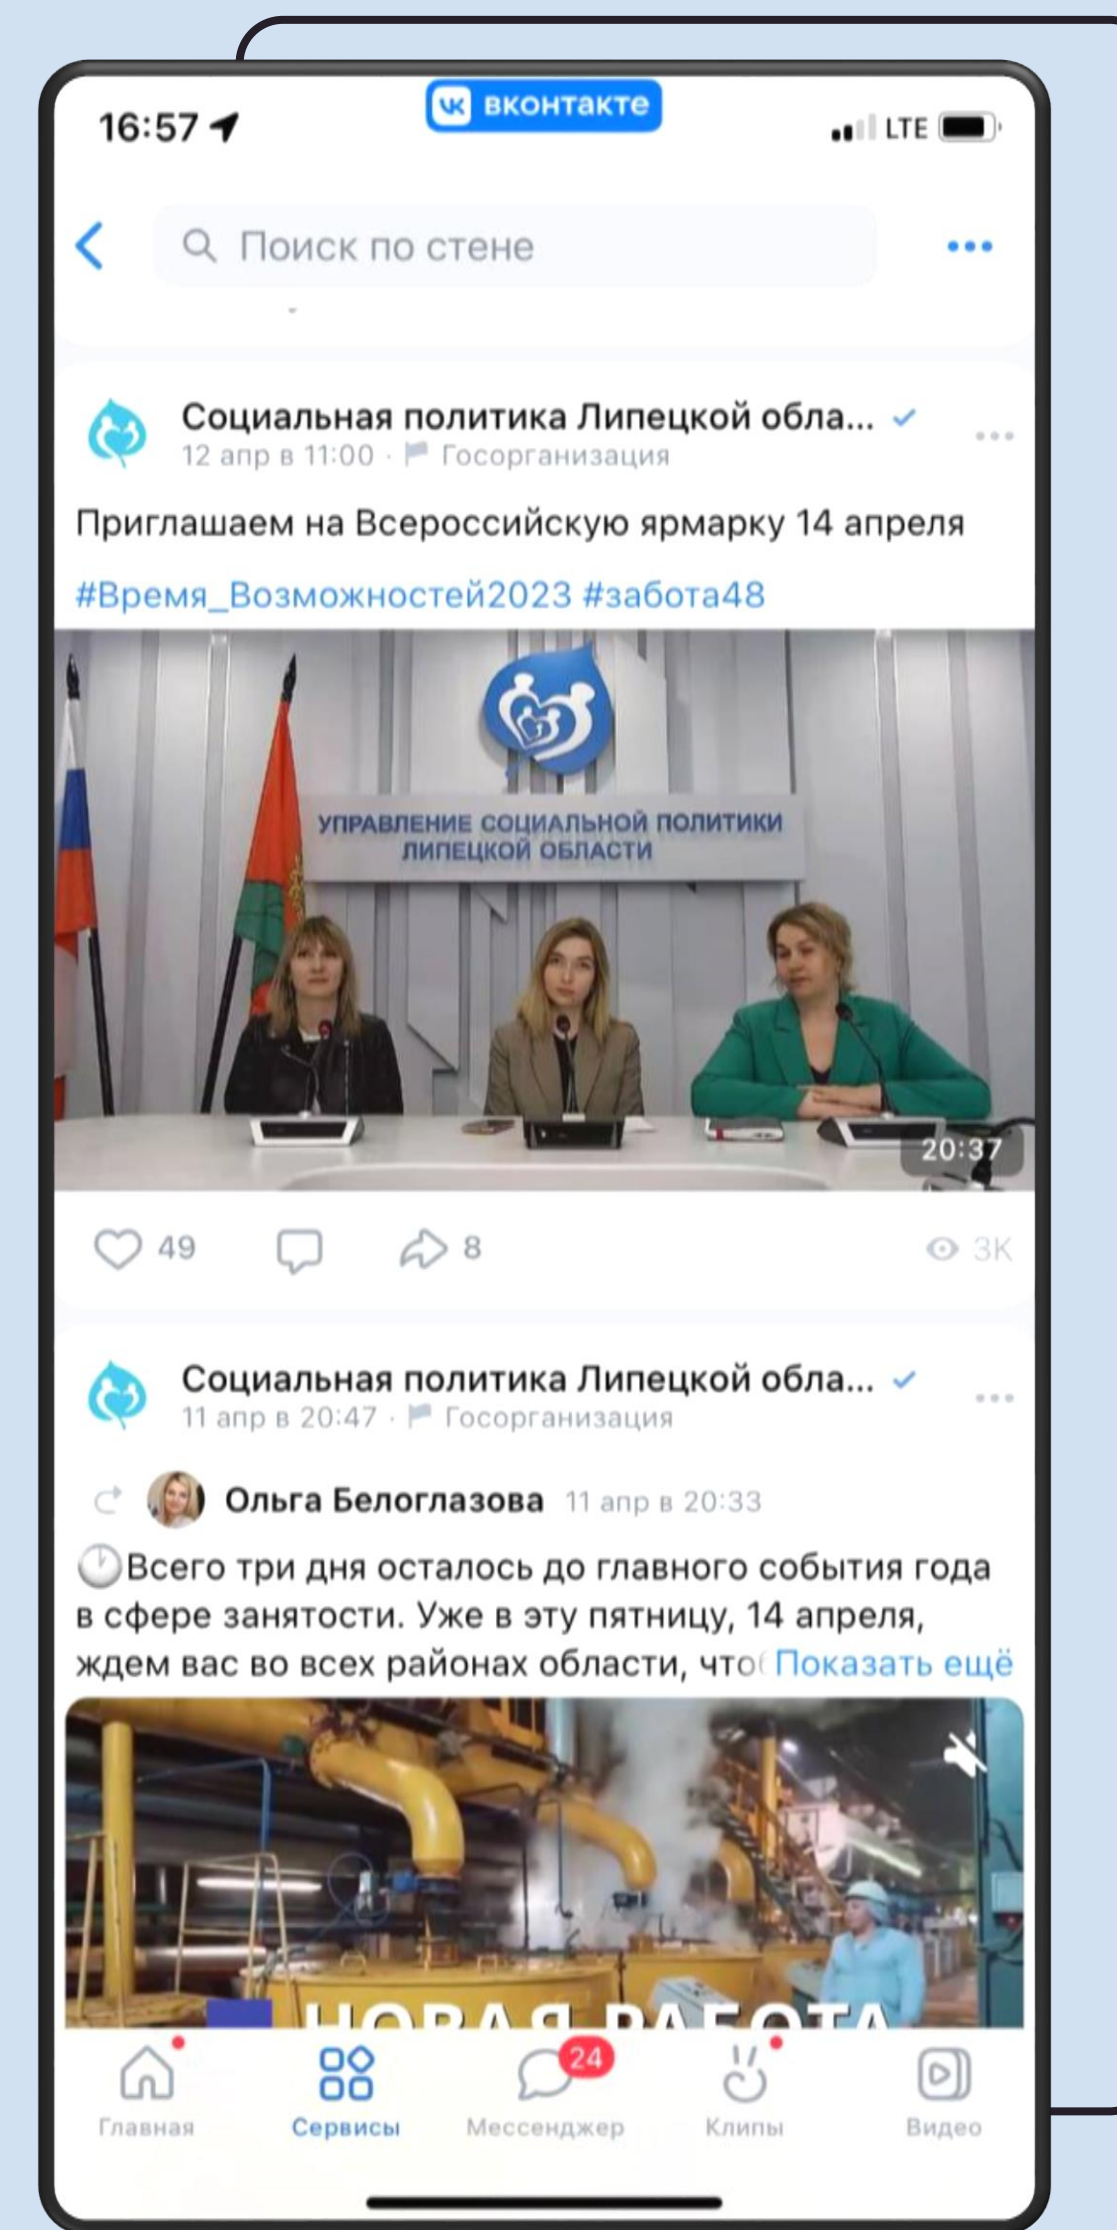 16:57
вконтакте
LTE
Поиск по стене
Социальная политика Липецкой обла...
12 апр в 11:00 · Госорганизация
Приглашаем на Всероссийскую ярмарку 14 апреля
#Время_Возможностей2023 #забота48
УПРАВЛЕНИЕ СОЦИАЛЬНОЙ ПОЛИТИКИ
ЛИПЕЦКОЙ ОБЛАСТИ
20:37
49
8
3K
Социальная политика Липецкой обла...
11 апр в 20:47 · Госорганизация
Ольга Белоглазова 11 апр в 20:33
Всего три дня осталось до главного события года
в сфере занятости. Уже в эту пятницу, 14 апреля,
ждем вас во всех районах области, что Показать ещё
НОВАЯ РАБОТА
24
Главная
Сервисы
Мессенджер
Клипы
Видео